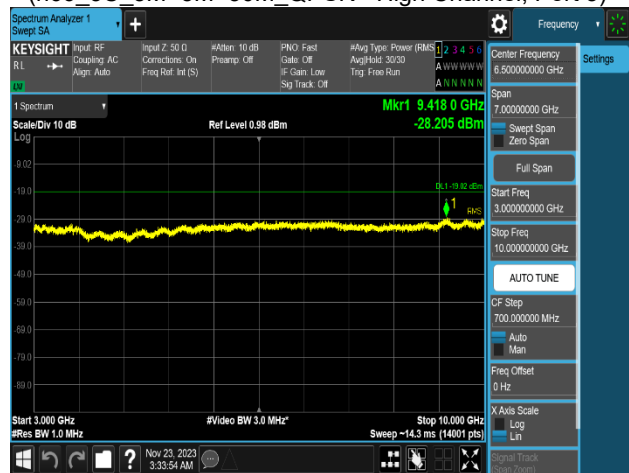 Spectrum Analyzer 1
Swept SA
Frequency
KEYSIGHT
RL
Input: RF
Coupling: AC
Align: Auto
Input Z: 50 Ω
Corrections: On
Freq Ref: Int (S)
#Atten: 10 dB
Preamp: Off
PNO: Fast
Gate: Off
IF Gain: Low
Sig Track: Off
#Avg Type: Power (RMS
Avg|Hold: 30/30
Trig: Free Run
1 2 3 4 5 6
A W W W W W
A N N N N N
1 Spectrum
Scale/Div 10 dB
Log
Ref Level 0.98 dBm
Mkr1 9.418 0 GHz
-28.205 dBm
-9.02
-19.0
-29.0
-39.0
-49.0
-59.0
-69.0
-79.0
-89.0
DL1 -19.02 dBm
1
RMS
Start 3.000 GHz
#Res BW 1.0 MHz
#Video BW 3.0 MHz*
Stop 10.000 GHz
Sweep ~14.3 ms (14001 pts)
Center Frequency
6.500000000 GHz
Settings
Span
7.00000000 GHz
Swept Span
Zero Span
Full Span
Start Freq
3.000000000 GHz
Stop Freq
10.000000000 GHz
AUTO TUNE
CF Step
700.000000 MHz
Auto
Man
Freq Offset
0 Hz
X Axis Scale
Log
Lin
Signal Track
(Span Zoom)
Nov 23, 2023
3:33:54 AM